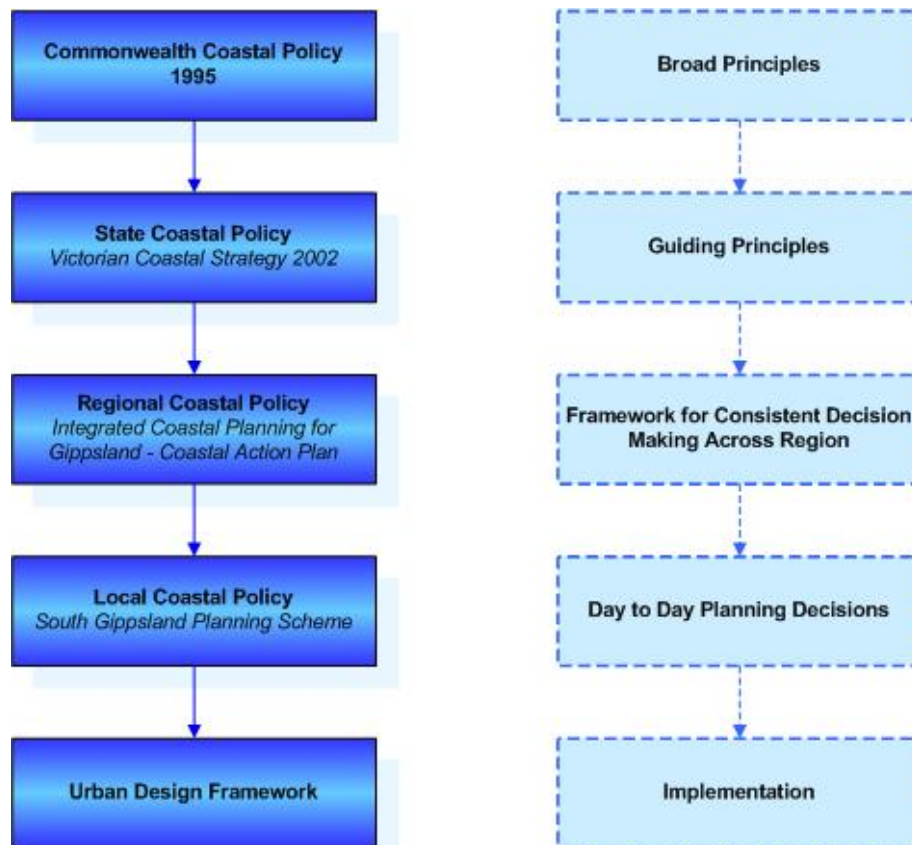 Commonwealth Coastal Policy
1995
Broad Principles
State Coastal Policy
Victorian Coastal Strategy 2002
Guiding Principles
Regional Coastal Policy
Integrated Coastal Planning for
Gippsland - Coastal Action Plan
Framework for Consistent Decision
Making Across Region
Local Coastal Policy
South Gippsland Planning Scheme
Day to Day Planning Decisions
Urban Design Framework
Implementation